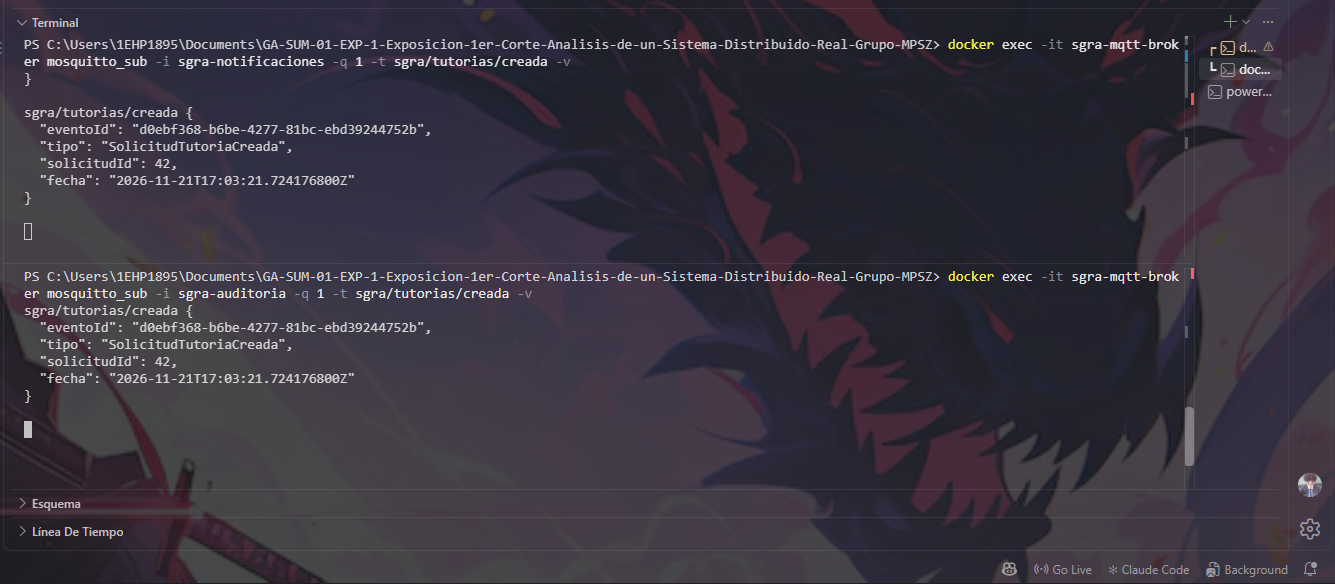 Terminal
PS C:\Users\1EHP1895\Documents\GA-SUM-01-EXP-1-Exposicion-1er-Corte-Analisis-de-un-Sistema-Distribuido-Real-Grupo-MPSZ> docker exec -it sgra-mqtt-brok
er mosquitto_sub -i sgra-notificaciones -q 1 -t sgra/tutorias/creada -v
}
sgra/tutorias/creada {
"eventoId": "d0ebf368-b6be-4277-81bc-ebd39244752b",
"tipo": "SolicitudTutoriaCreada",
"solicitudId": 42,
"fecha": "2026-11-21T17:03:21.724176800Z"
}
PS C:\Users\1EHP1895\Documents\GA-SUM-01-EXP-1-Exposicion-1er-Corte-Analisis-de-un-Sistema-Distribuido-Real-Grupo-MPSZ> docker exec -it sgra-mqtt-brok
er mosquitto_sub -i sgra-auditoria -q 1 -t sgra/tutorias/creada -v
sgra/tutorias/creada {
"eventoId": "d0ebf368-b6be-4277-81bc-ebd39244752b",
"tipo": "SolicitudTutoriaCreada",
"solicitudId": 42,
"fecha": "2026-11-21T17:03:21.724176800Z"
}
d...
doc...
power...
Esquema
Línea De Tiempo
Go Live
Claude Code
Background